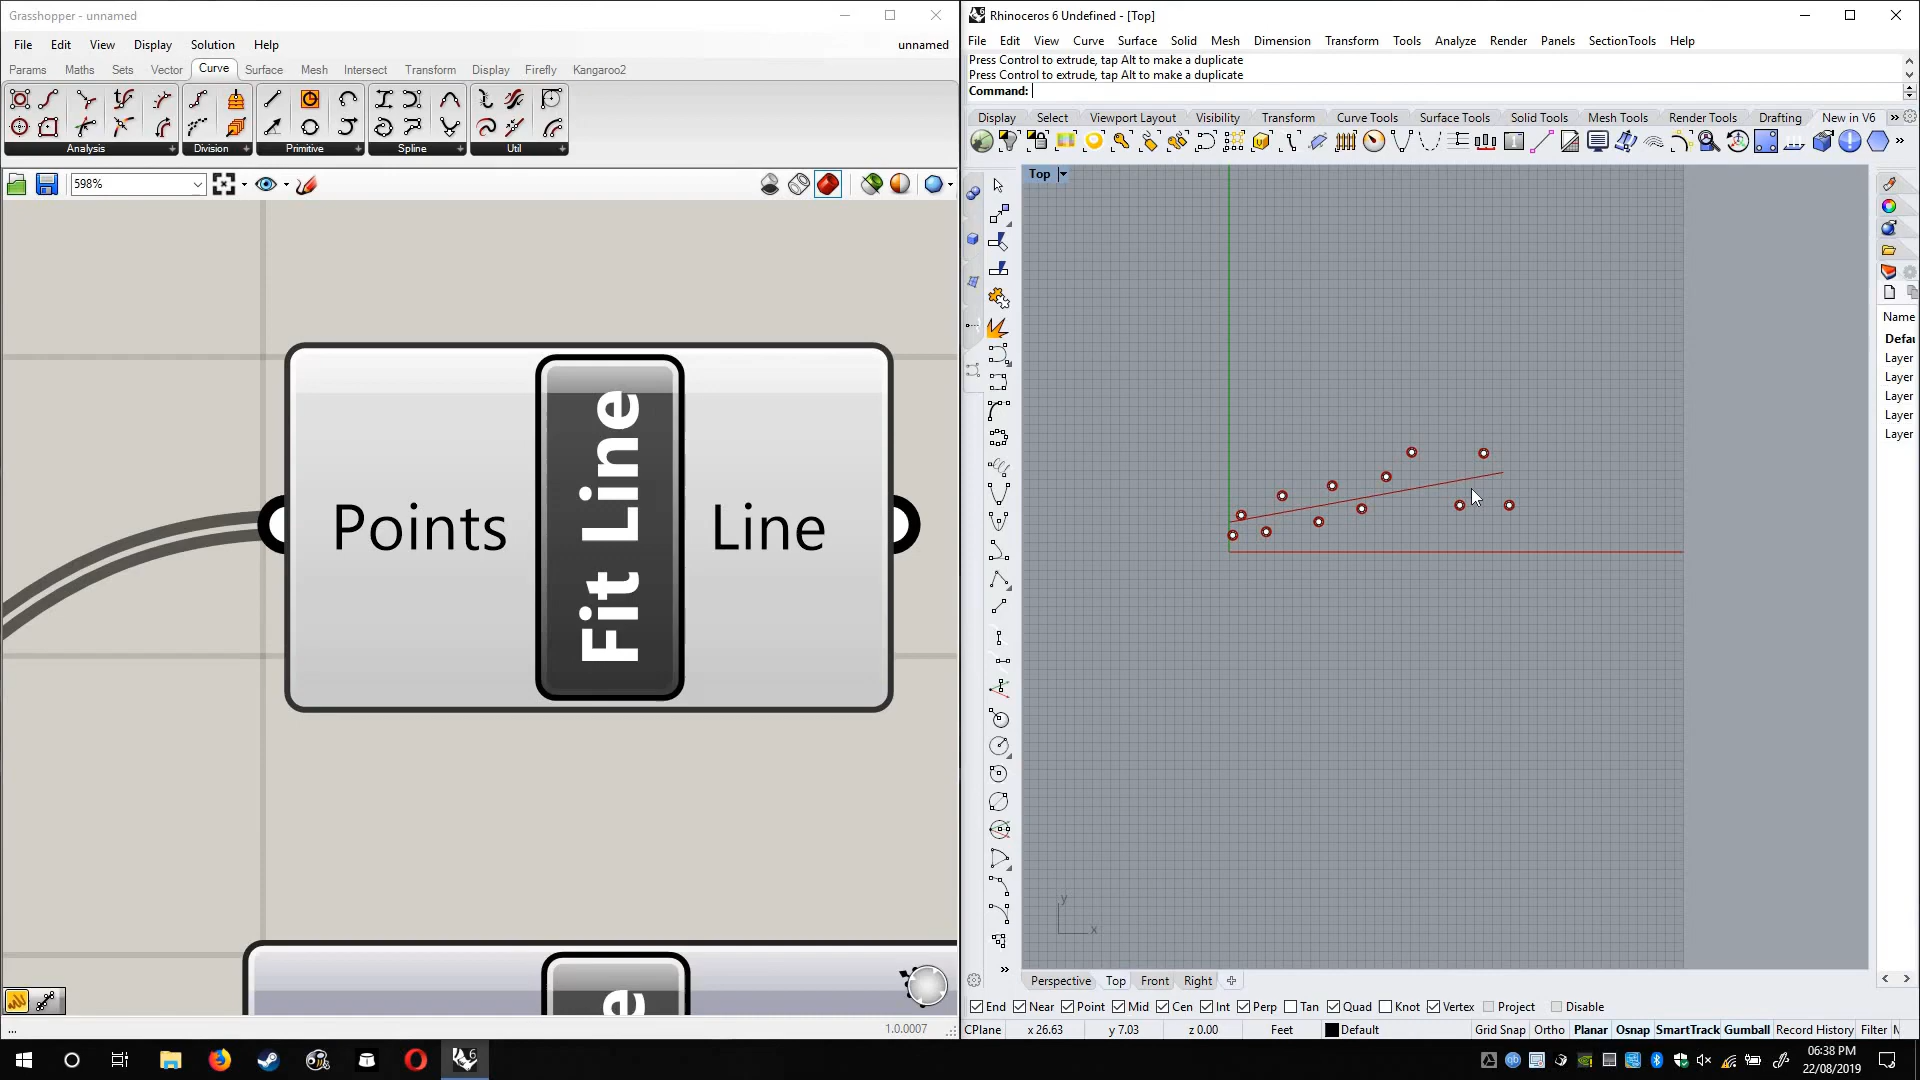 Grasshopper - unnamed
File Edit View Display Solution Help
unnamed
Params Maths Sets Vector Curve Surface Mesh Intersect Transform Display Firefly Kangaroo2
Analysis
Division
Primitive
Spline
Util
598%
Points
Fit Line
Line
e
...
1.0.0007
Rhinoceros 6 Undefined - [Top]
File Edit View Curve Surface Solid Mesh Dimension Transform Tools Analyze Render Panels SectionTools Help
Press Control to extrude, tap Alt to make a duplicate
Press Control to extrude, tap Alt to make a duplicate
Command:
Display Select Viewport Layout Visibility Transform Curve Tools Surface Tools Solid Tools Mesh Tools Render Tools Drafting New in V6
Top
Name
Defau
Layer
Layer
Layer
Layer
Layer
y
x
Perspective Top Front Right
End Near Point Mid Cen Int Perp Tan Quad Knot Vertex Project Disable
CPlane x 26.63 y 7.03 z 0.00 Feet Default Grid Snap Ortho Planar Osnap SmartTrack Gumball Record History Filter
06:38 PM
22/08/2019